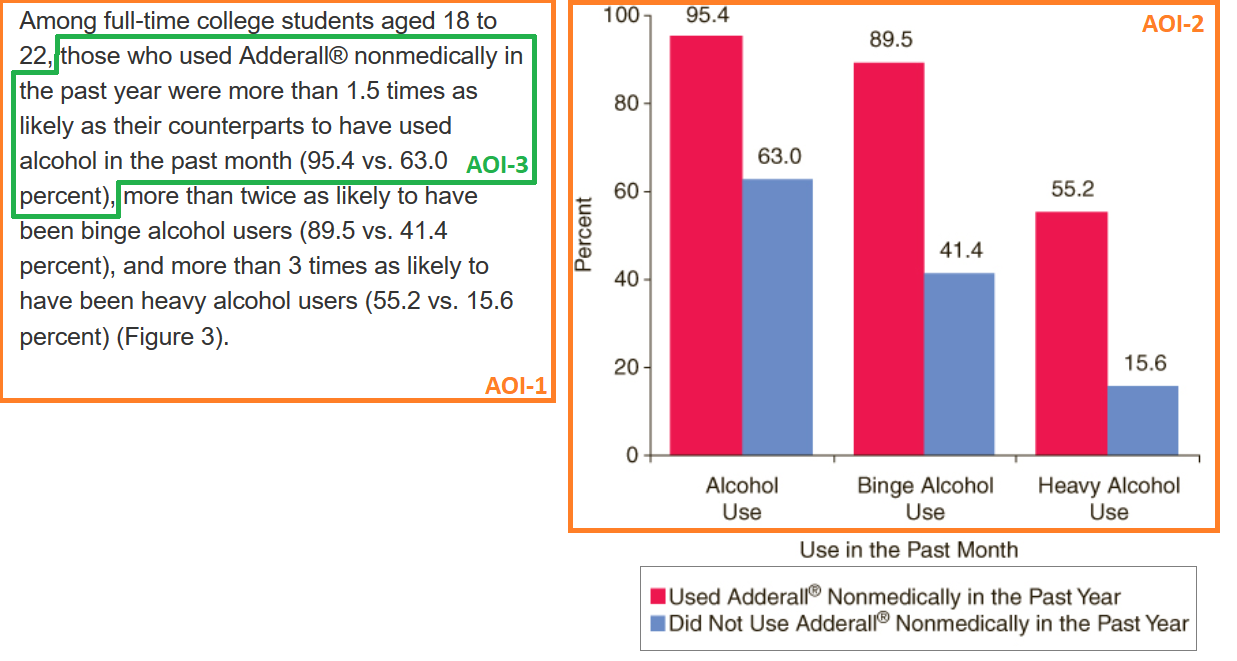 Among full-time college students aged 18 to
22, those who used Adderall® nonmedically in
the past year were more than 1.5 times as
likely as their counterparts to have used
alcohol in the past month (95.4 vs. 63.0
AOI-3
percent), more than twice as likely to have
been binge alcohol users (89.5 vs. 41.4
percent), and more than 3 times as likely to
have been heavy alcohol users (55.2 vs. 15.6
percent) (Figure 3).
AOI-1
AOI-2
Percent
100
80
60
40
20
0
95.4
63.0
89.5
41.4
55.2
15.6
Alcohol
Use
Binge Alcohol
Use
Heavy Alcohol
Use
Use in the Past Month
Used Adderall® Nonmedically in the Past Year
Did Not Use Adderall® Nonmedically in the Past Year